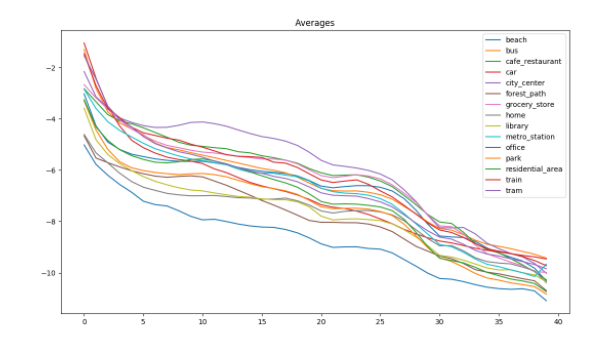 Averages
−2
−4
−6
−8
−10
0
5
10
15
20
25
30
35
40
beach
bus
cafe_restaurant
car
city_center
forest_path
grocery_store
home
library
metro_station
office
park
residential_area
train
tram